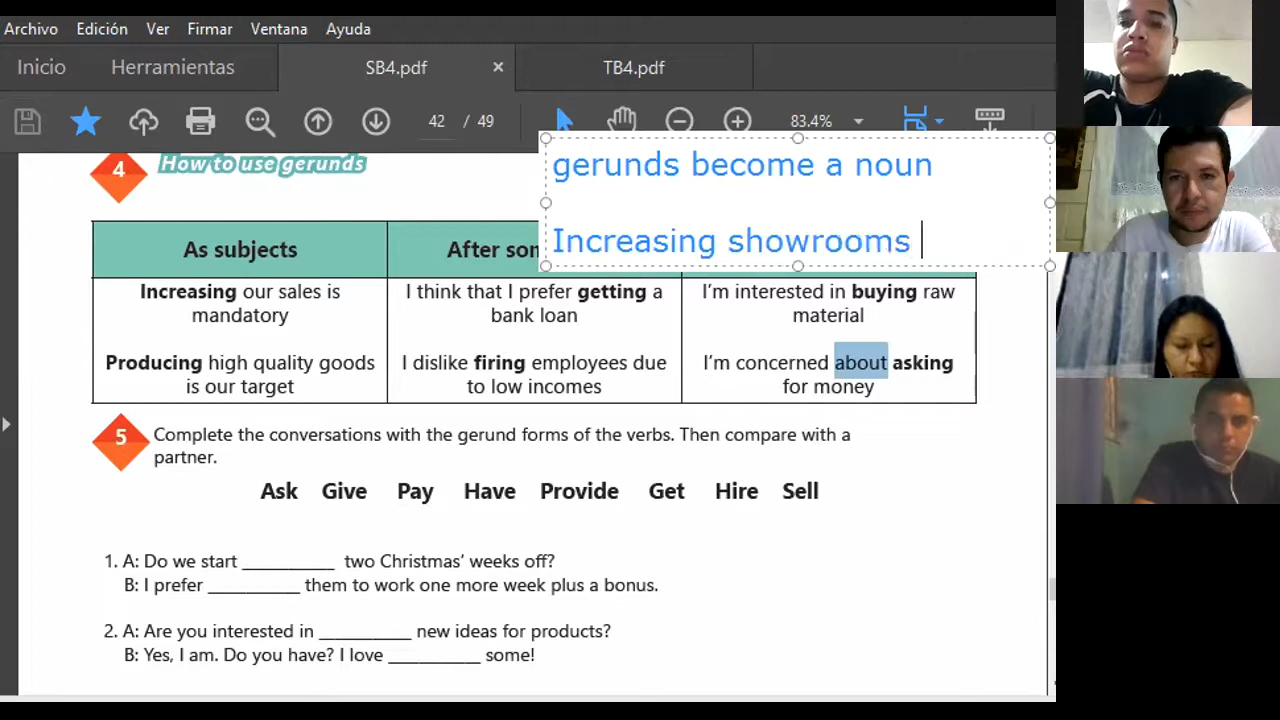 Archivo Edición Ver Firmar Ventana Ayuda
Inicio Herramientas SB4.pdf × TB4.pdf
42 / 49 83.4%
4 How to use gerunds
gerunds become a noun
Increasing showrooms
As subjects After son
Increasing our sales is
mandatory
I think that I prefer getting a
bank loan
I'm interested in buying raw
material
Producing high quality goods
is our target
I dislike firing employees due
to low incomes
I'm concerned about asking
for money
5 Complete the conversations with the gerund forms of the verbs. Then compare with a
partner.
Ask Give Pay Have Provide Get Hire Sell
1. A: Do we start __________ two Christmas' weeks off?
B: I prefer __________ them to work one more week plus a bonus.
2. A: Are you interested in __________ new ideas for products?
B: Yes, I am. Do you have? I love __________ some!